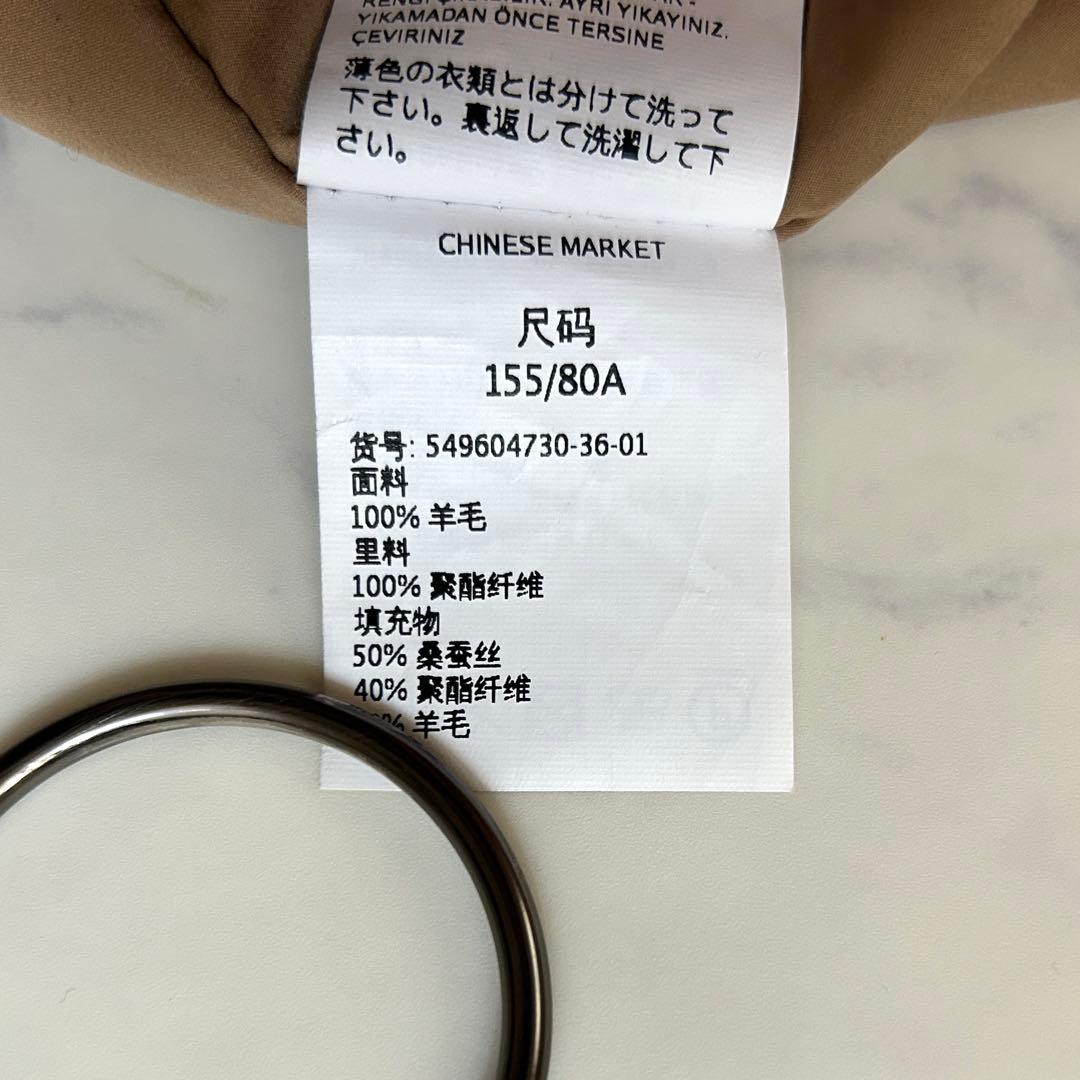 YIKAMADAN ÖNCE TERSINE
ÇEVIRINIZ
薄色の衣類とは分けて洗って
下さい。裏返して洗濯して下
さい。
CHINESE MARKET
尺码
155/80A
货号: 549604730-36-01
面料
100% 羊毛
里料
100% 聚酯纤维
填充物
50% 桑蚕丝
40% 聚酯纤维
% 羊毛